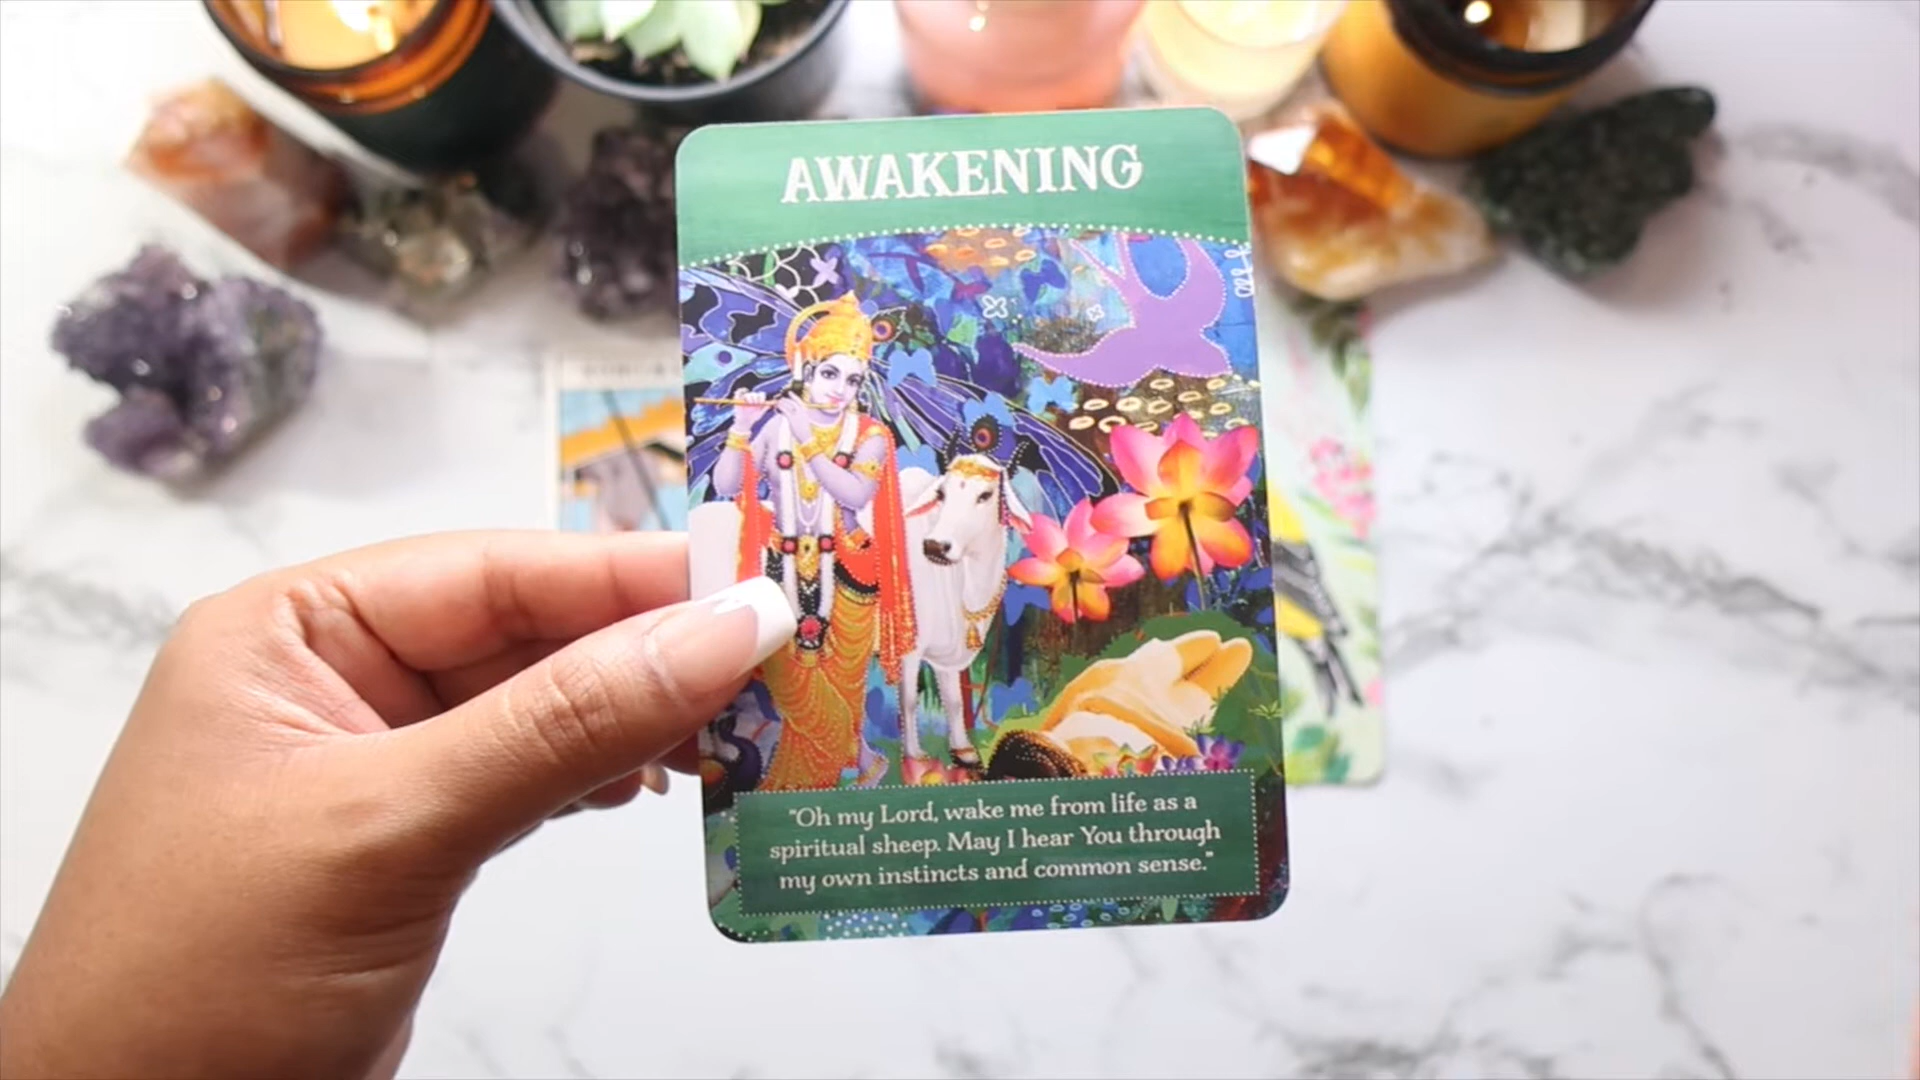 AWAKENING
"Oh my Lord, wake me from life as a
spiritual sheep. May I hear You through
my own instincts and common sense."